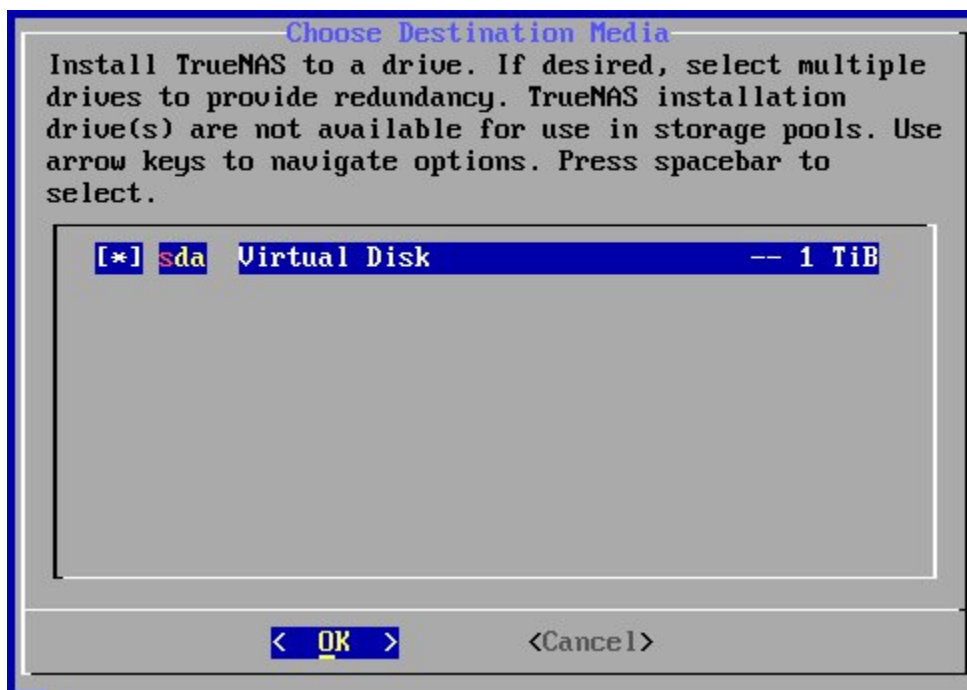 Choose Destination Media
Install TrueNAS to a drive. If desired, select multiple
drives to provide redundancy. TrueNAS installation
drive(s) are not available for use in storage pools. Use
arrow keys to navigate options. Press spacebar to
select.
[*] sda Virtual Disk -- 1 TiB
< OK > <Cancel>